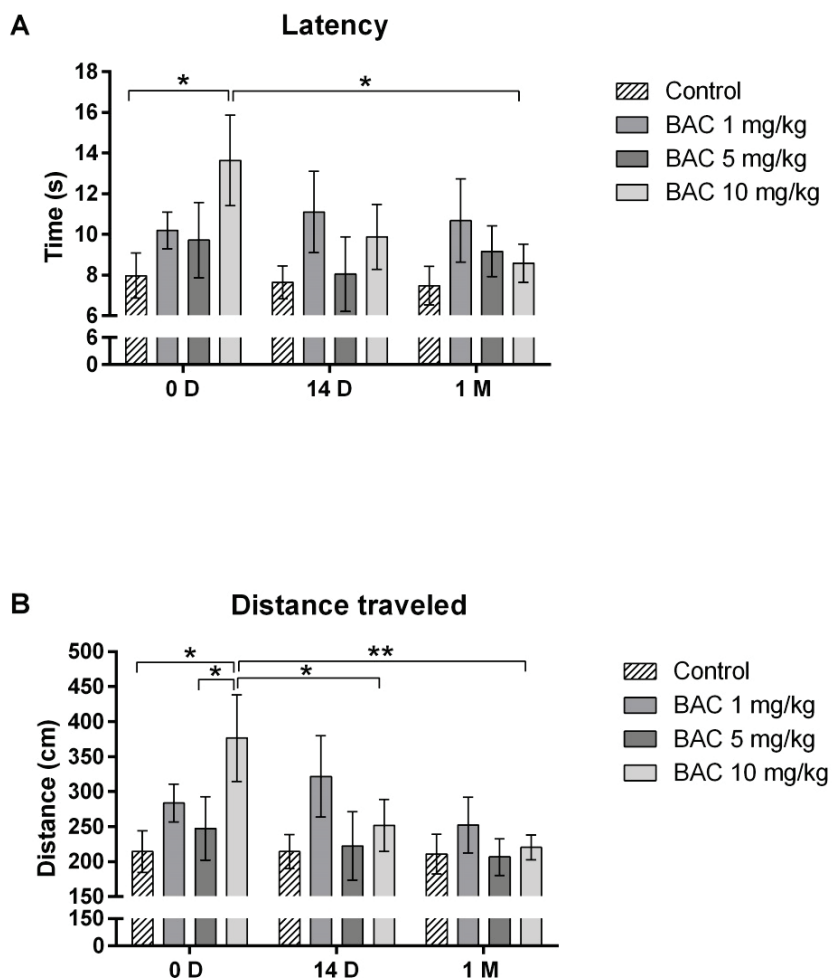 A
Latency
18
16
14
12
10
8
6
6
0
Time (s)
*
*
0 D
14 D
1 M
Control
BAC 1 mg/kg
BAC 5 mg/kg
BAC 10 mg/kg
B
Distance traveled
500
450
400
350
300
250
200
150
150
0
Distance (cm)
*
*
*
**
0 D
14 D
1 M
Control
BAC 1 mg/kg
BAC 5 mg/kg
BAC 10 mg/kg